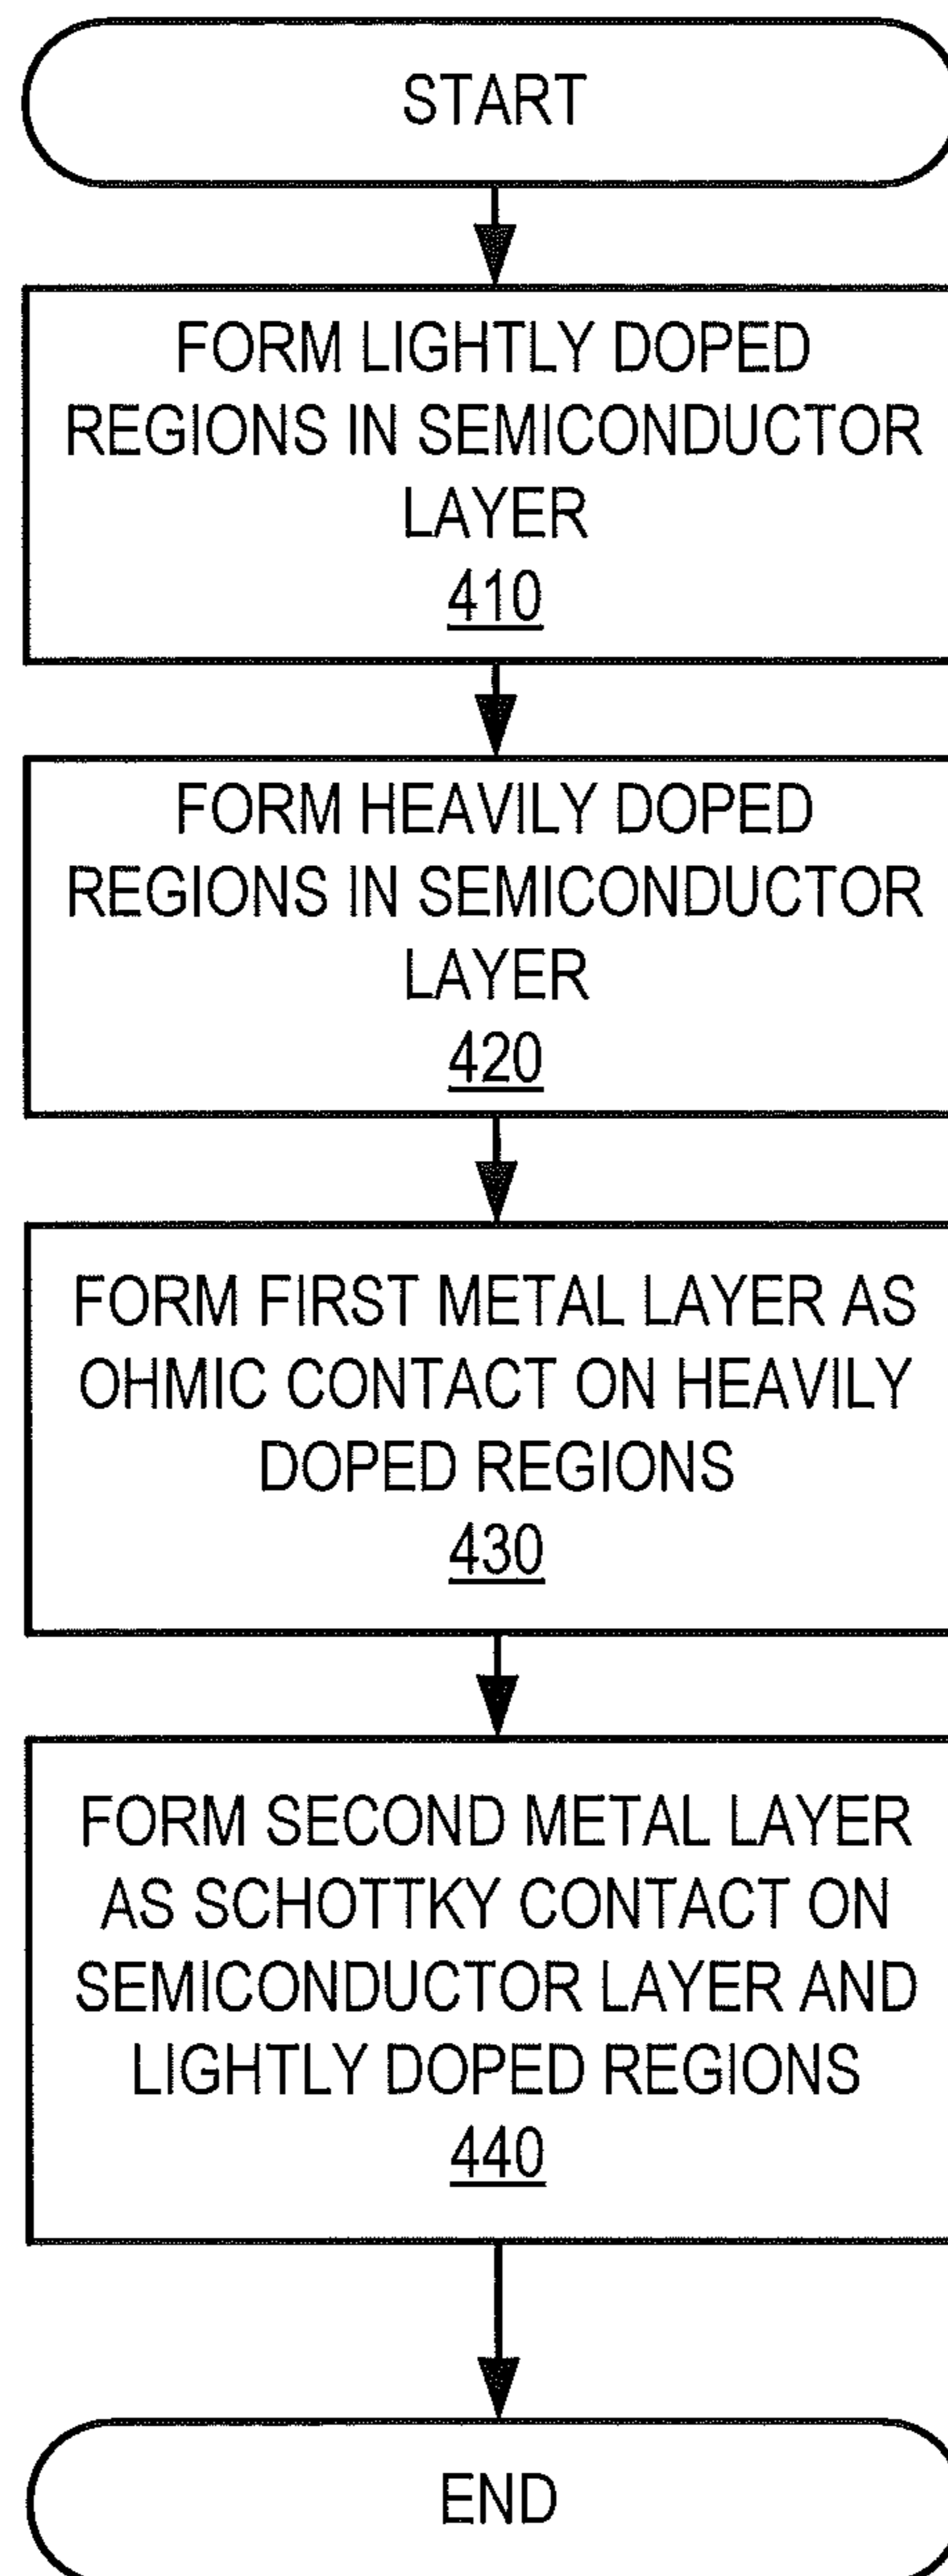 START
FORM LIGHTLY DOPED
REGIONS IN SEMICONDUCTOR
LAYER
410
FORM HEAVILY DOPED
REGIONS IN SEMICONDUCTOR
LAYER
420
FORM FIRST METAL LAYER AS
OHMIC CONTACT ON HEAVILY
DOPED REGIONS
430
FORM SECOND METAL LAYER
AS SCHOTTKY CONTACT ON
SEMICONDUCTOR LAYER AND
LIGHTLY DOPED REGIONS
440
END